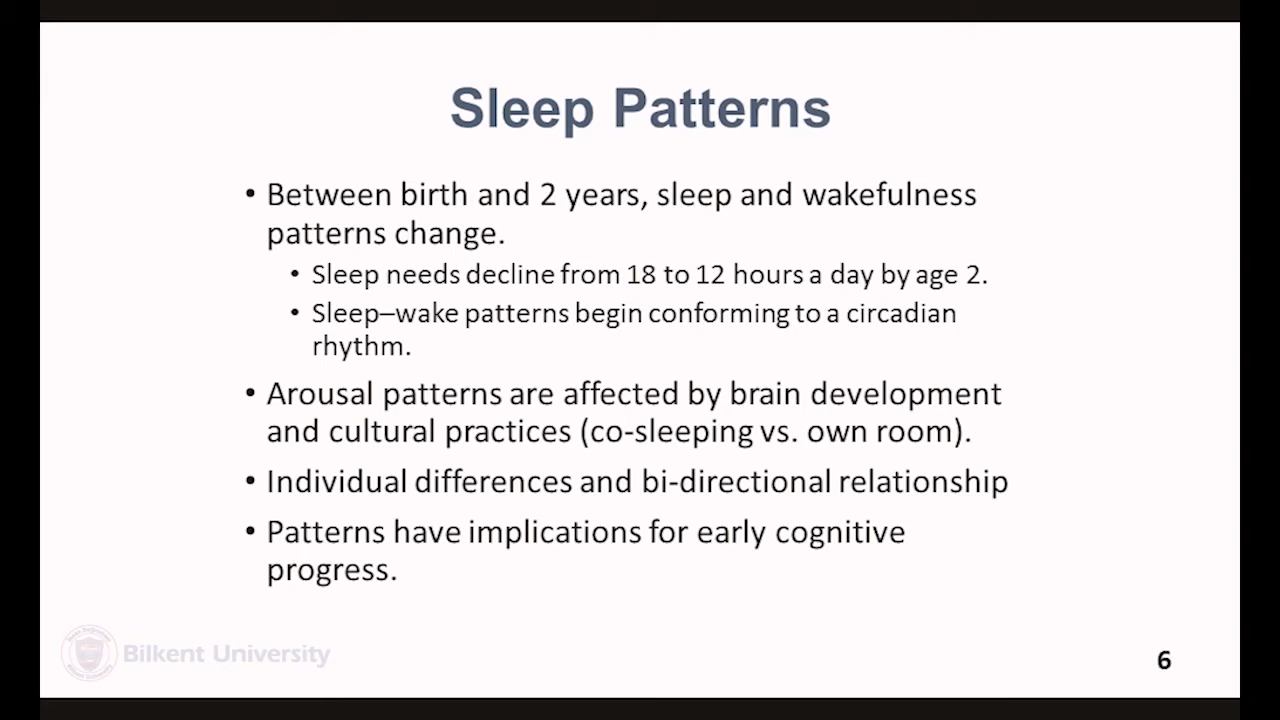 Sleep Patterns
• Between birth and 2 years, sleep and wakefulness
patterns change.
• Sleep needs decline from 18 to 12 hours a day by age 2.
• Sleep–wake patterns begin conforming to a circadian
rhythm.
• Arousal patterns are affected by brain development
and cultural practices (co-sleeping vs. own room).
• Individual differences and bi-directional relationship
• Patterns have implications for early cognitive
progress.
Bilkent University
6